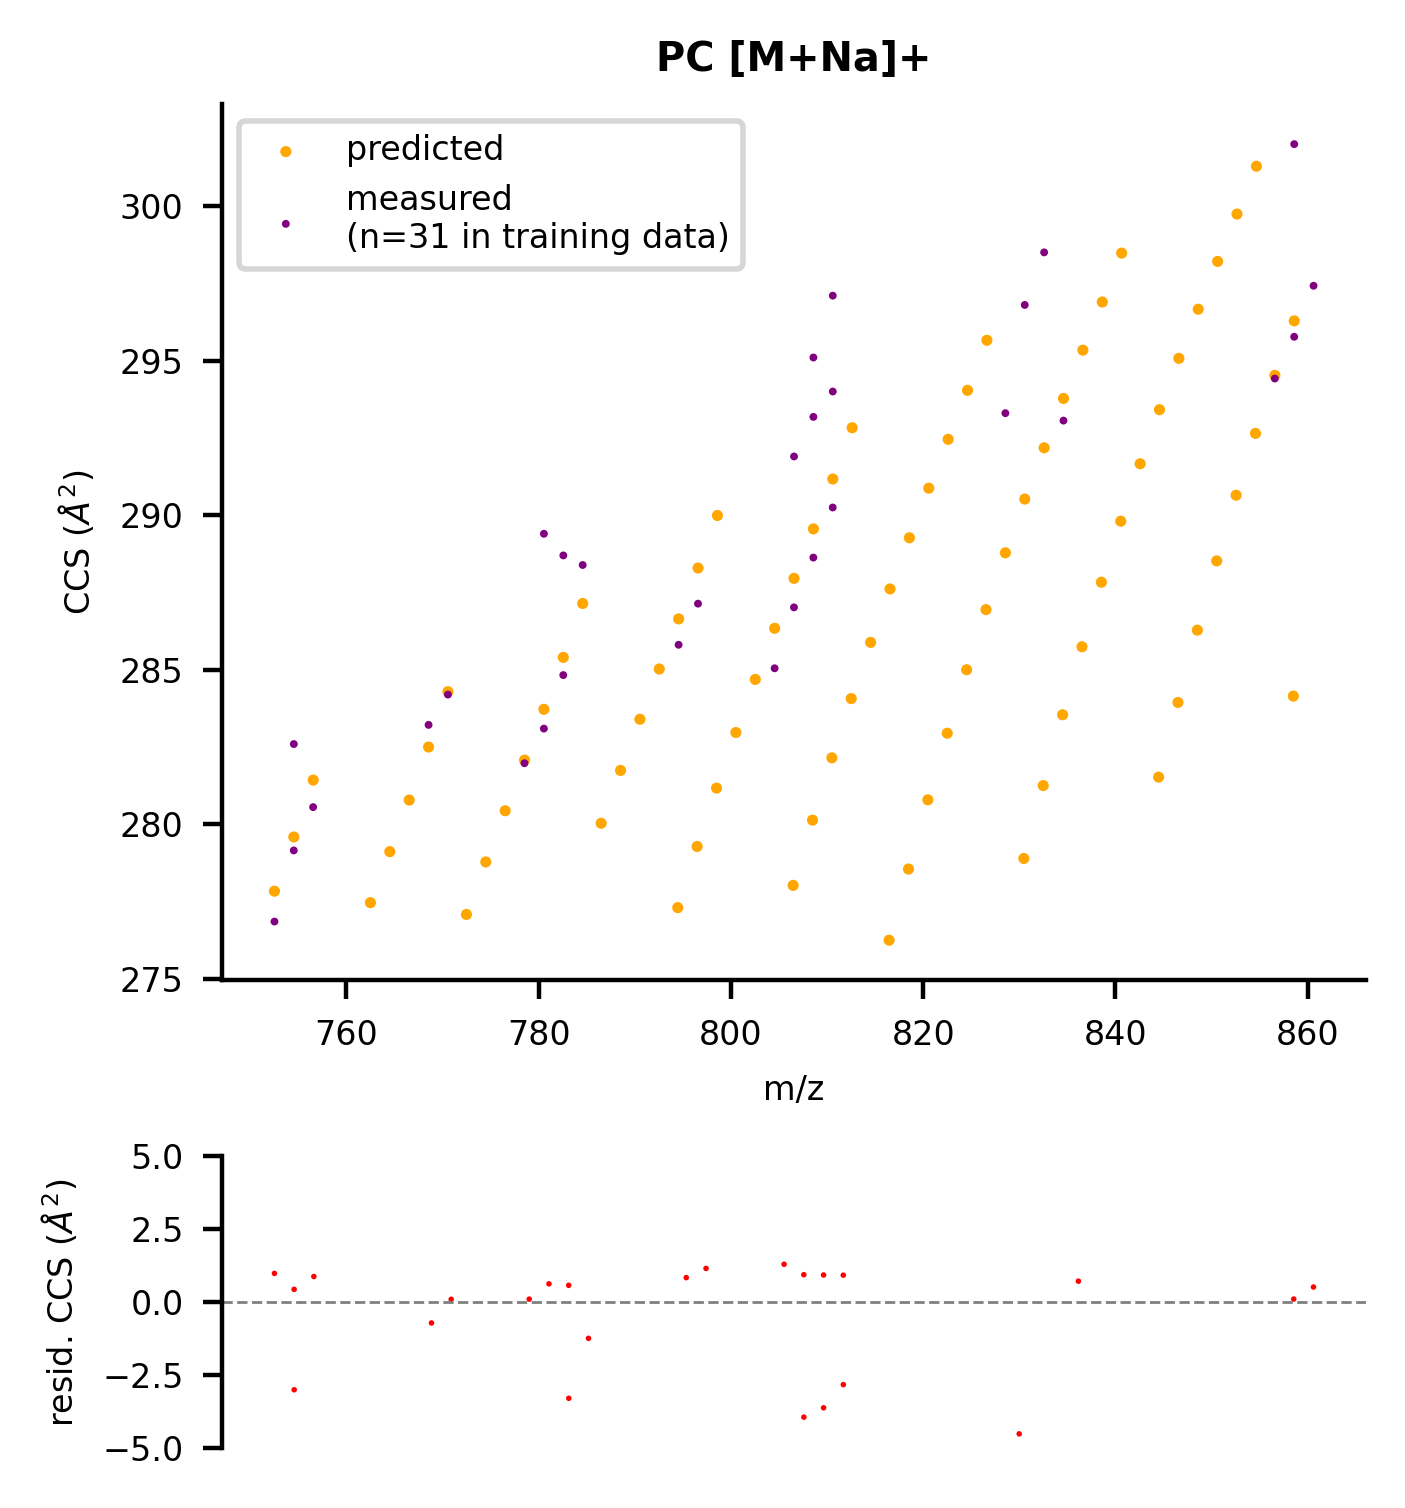 PC [M+Na]+
predicted
measured
(n=31 in training data)
CCS (Å²)
300
295
290
285
280
275
760 780 800 820 840 860
m/z
resid. CCS (Å²)
5.0
2.5
0.0
−2.5
−5.0